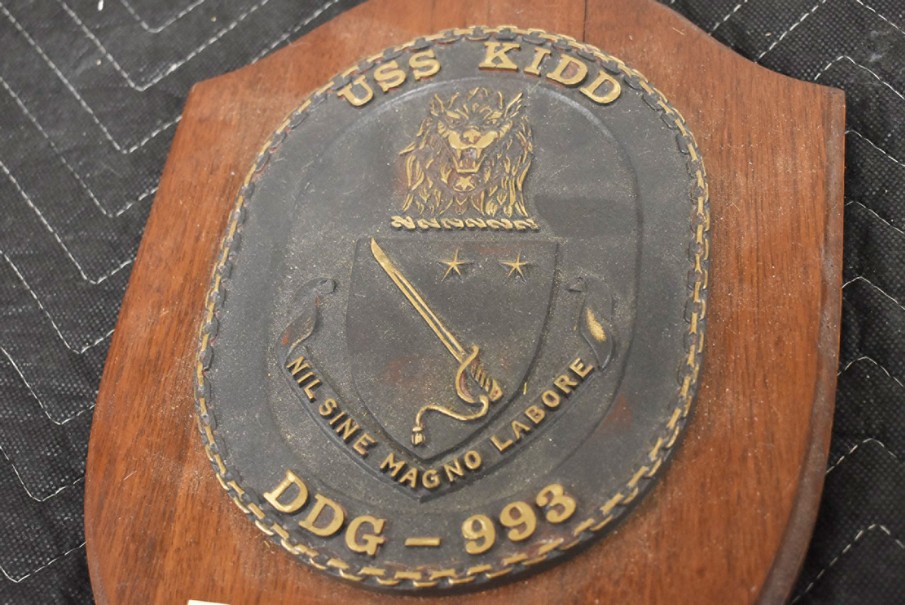 USS KIDD
NIL SINE MAGNO LABORE
DDG - 993